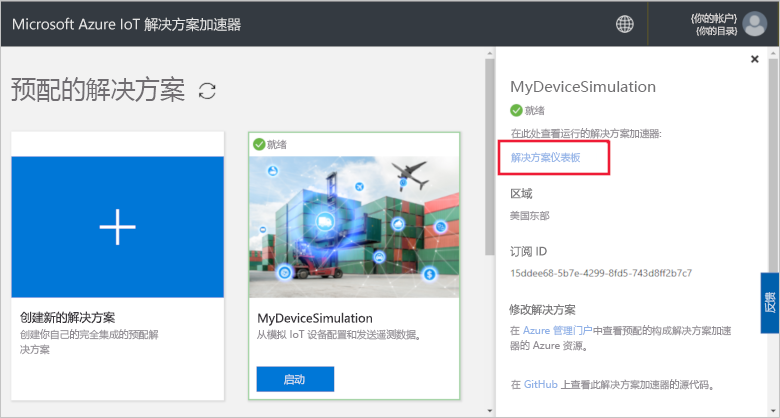 Microsoft Azure IoT 解决方案加速器
{你的帐户}
{你的目录}
预配的解决方案
创建新的解决方案
创建你自己的完全集成的预配解
决方案
就绪
MyDeviceSimulation
从模拟 IoT 设备配置和发送遥测数据。
启动
MyDeviceSimulation
就绪
在此处查看运行的解决方案加速器:
解决方案仪表板
区域
美国东部
订阅 ID
15ddee68-5b7e-4299-8fd5-743d8ff2b7c7
修改解决方案
在 Azure 管理门户中查看预配的构成解决方案加速
器的 Azure 资源。
在 GitHub 上查看此解决方案加速器的源代码。
反馈